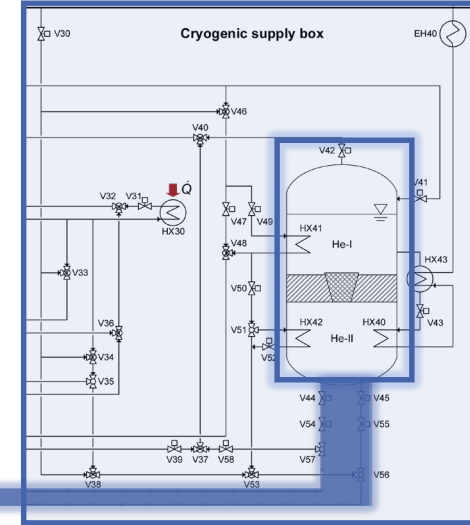 V30
Cryogenic supply box
EH40
V46
V40
V42
V41
V32
V31
Q̇
HX30
V47
V49
HX41
He-I
V48
HX43
V33
V50
V43
V36
V51
HX42
HX40
He-II
V52
V34
V35
V44
V45
V54
V55
V39
V37
V58
V57
V38
V53
V56